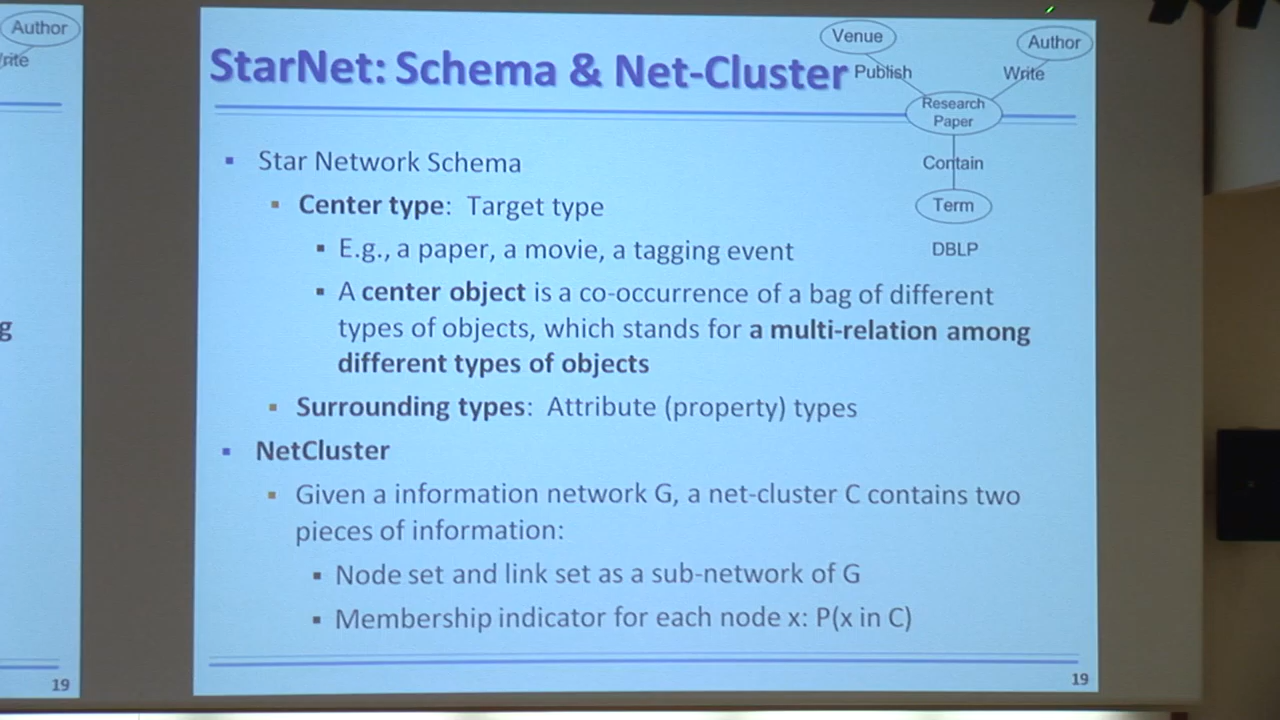 Author
rite
g
19
StarNet: Schema & Net-Cluster
Venue
Author
Publish
Write
Research
Paper
Contain
Term
DBLP
▪ Star Network Schema
▪ Center type: Target type
▪ E.g., a paper, a movie, a tagging event
▪ A center object is a co-occurrence of a bag of different
types of objects, which stands for a multi-relation among
different types of objects
▪ Surrounding types: Attribute (property) types
▪ NetCluster
▪ Given a information network G, a net-cluster C contains two
pieces of information:
▪ Node set and link set as a sub-network of G
▪ Membership indicator for each node x: P(x in C)
19